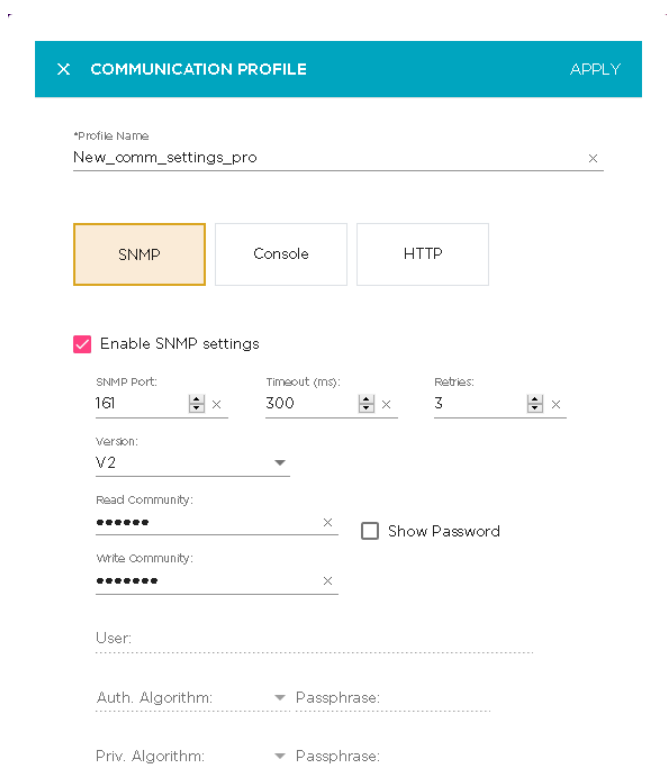 COMMUNICATION PROFILE APPLY
*Profile Name
New_comm_settings_pro
SNMP Console HTTP
Enable SNMP settings
SNMP Port: Timeout (ms): Retries:
161 300 3
Version:
V2
Read Community:
••••••
Show Password
Write Community:
•••••••
User:
Auth. Algorithm: Passphrase:
Priv. Algorithm: Passphrase: